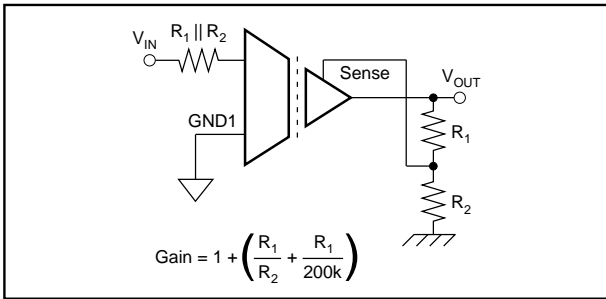 V_IN
R_1 || R_2
GND1
Sense
V_OUT
R_1
R_2
Gain = 1 + (R_1/R_2 + R_1/200k)